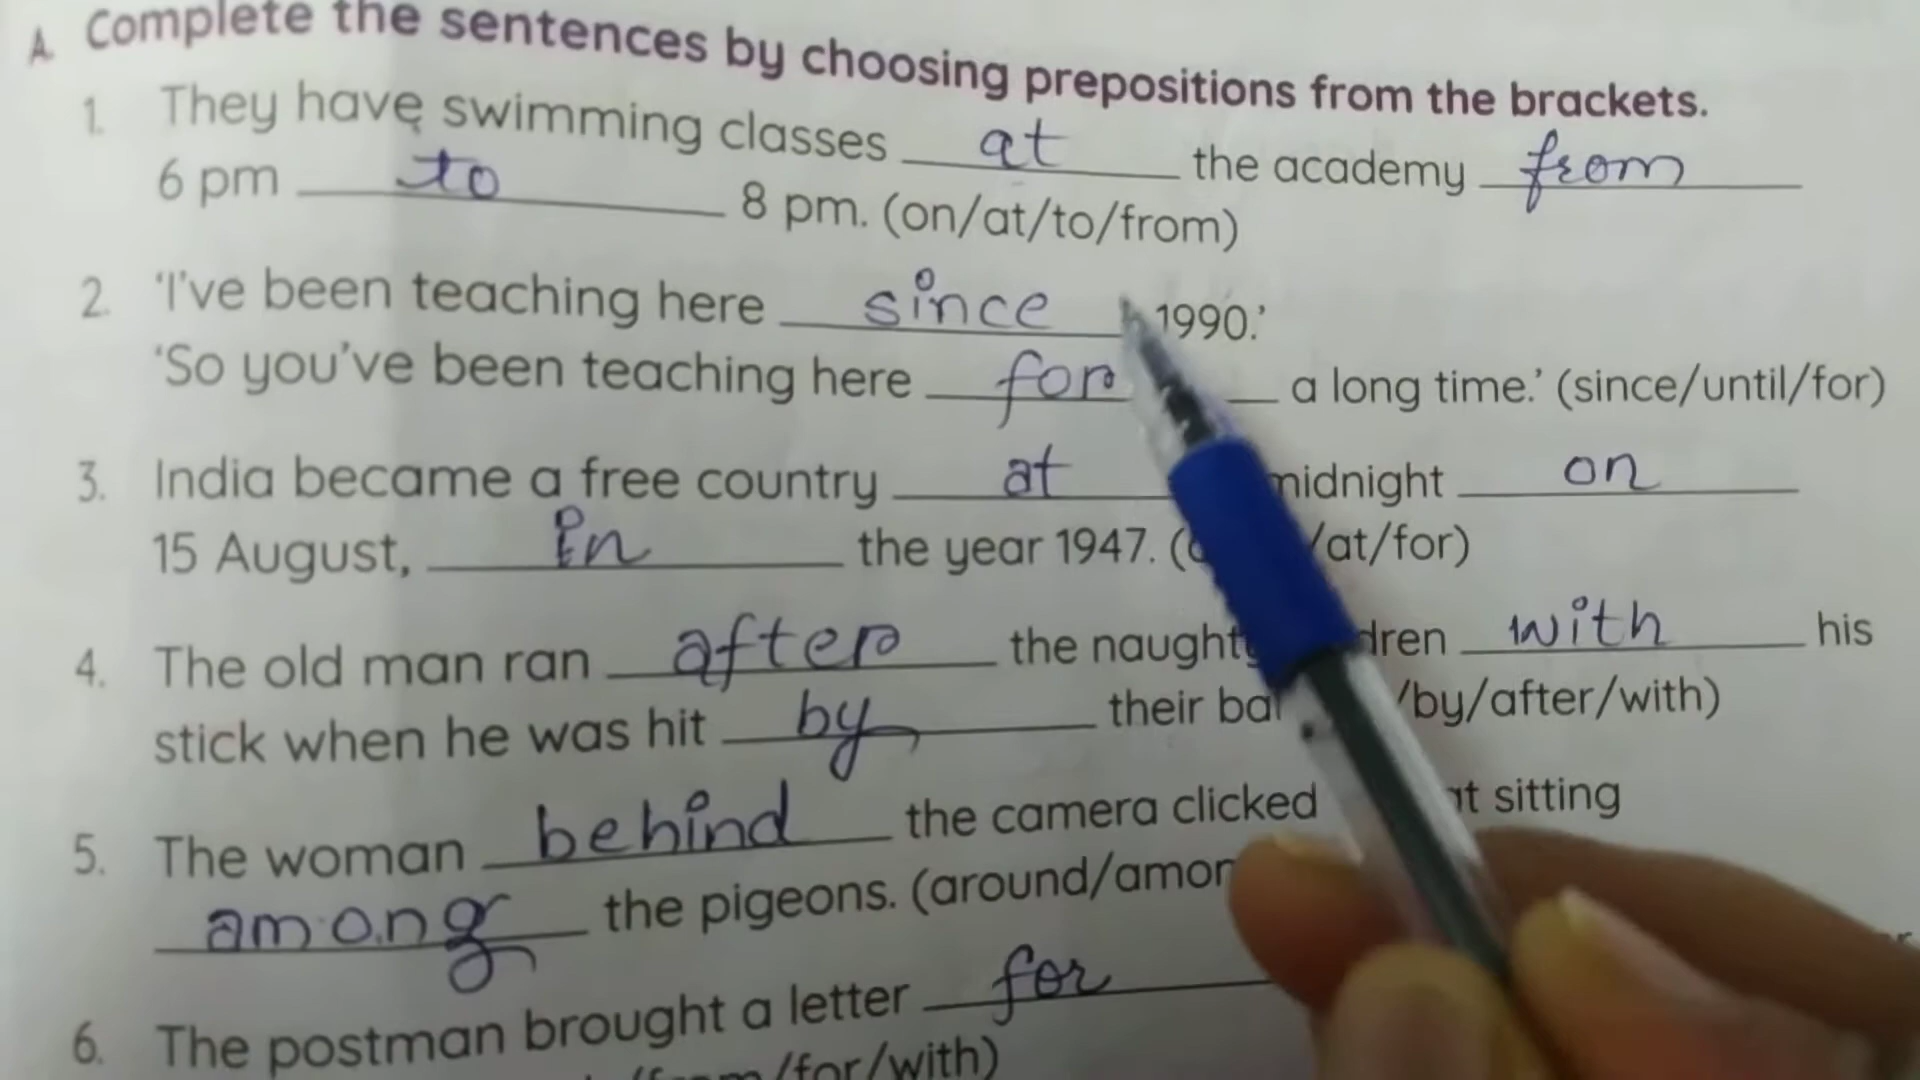 A. Complete the sentences by choosing prepositions from the brackets.
1. They have swimming classes at the academy from
6 pm to 8 pm. (on/at/to/from)
2. 'I've been teaching here since 1990.'
'So you've been teaching here for a long time.' (since/until/for)
3. India became a free country at midnight on
15 August, in the year 1947. ( /at/for)
4. The old man ran after the naughty with his
stick when he was hit by their /by/after/with)
5. The woman behind the camera clicked sitting
among the pigeons. (around/
6. The postman brought a letter for
/for/with)